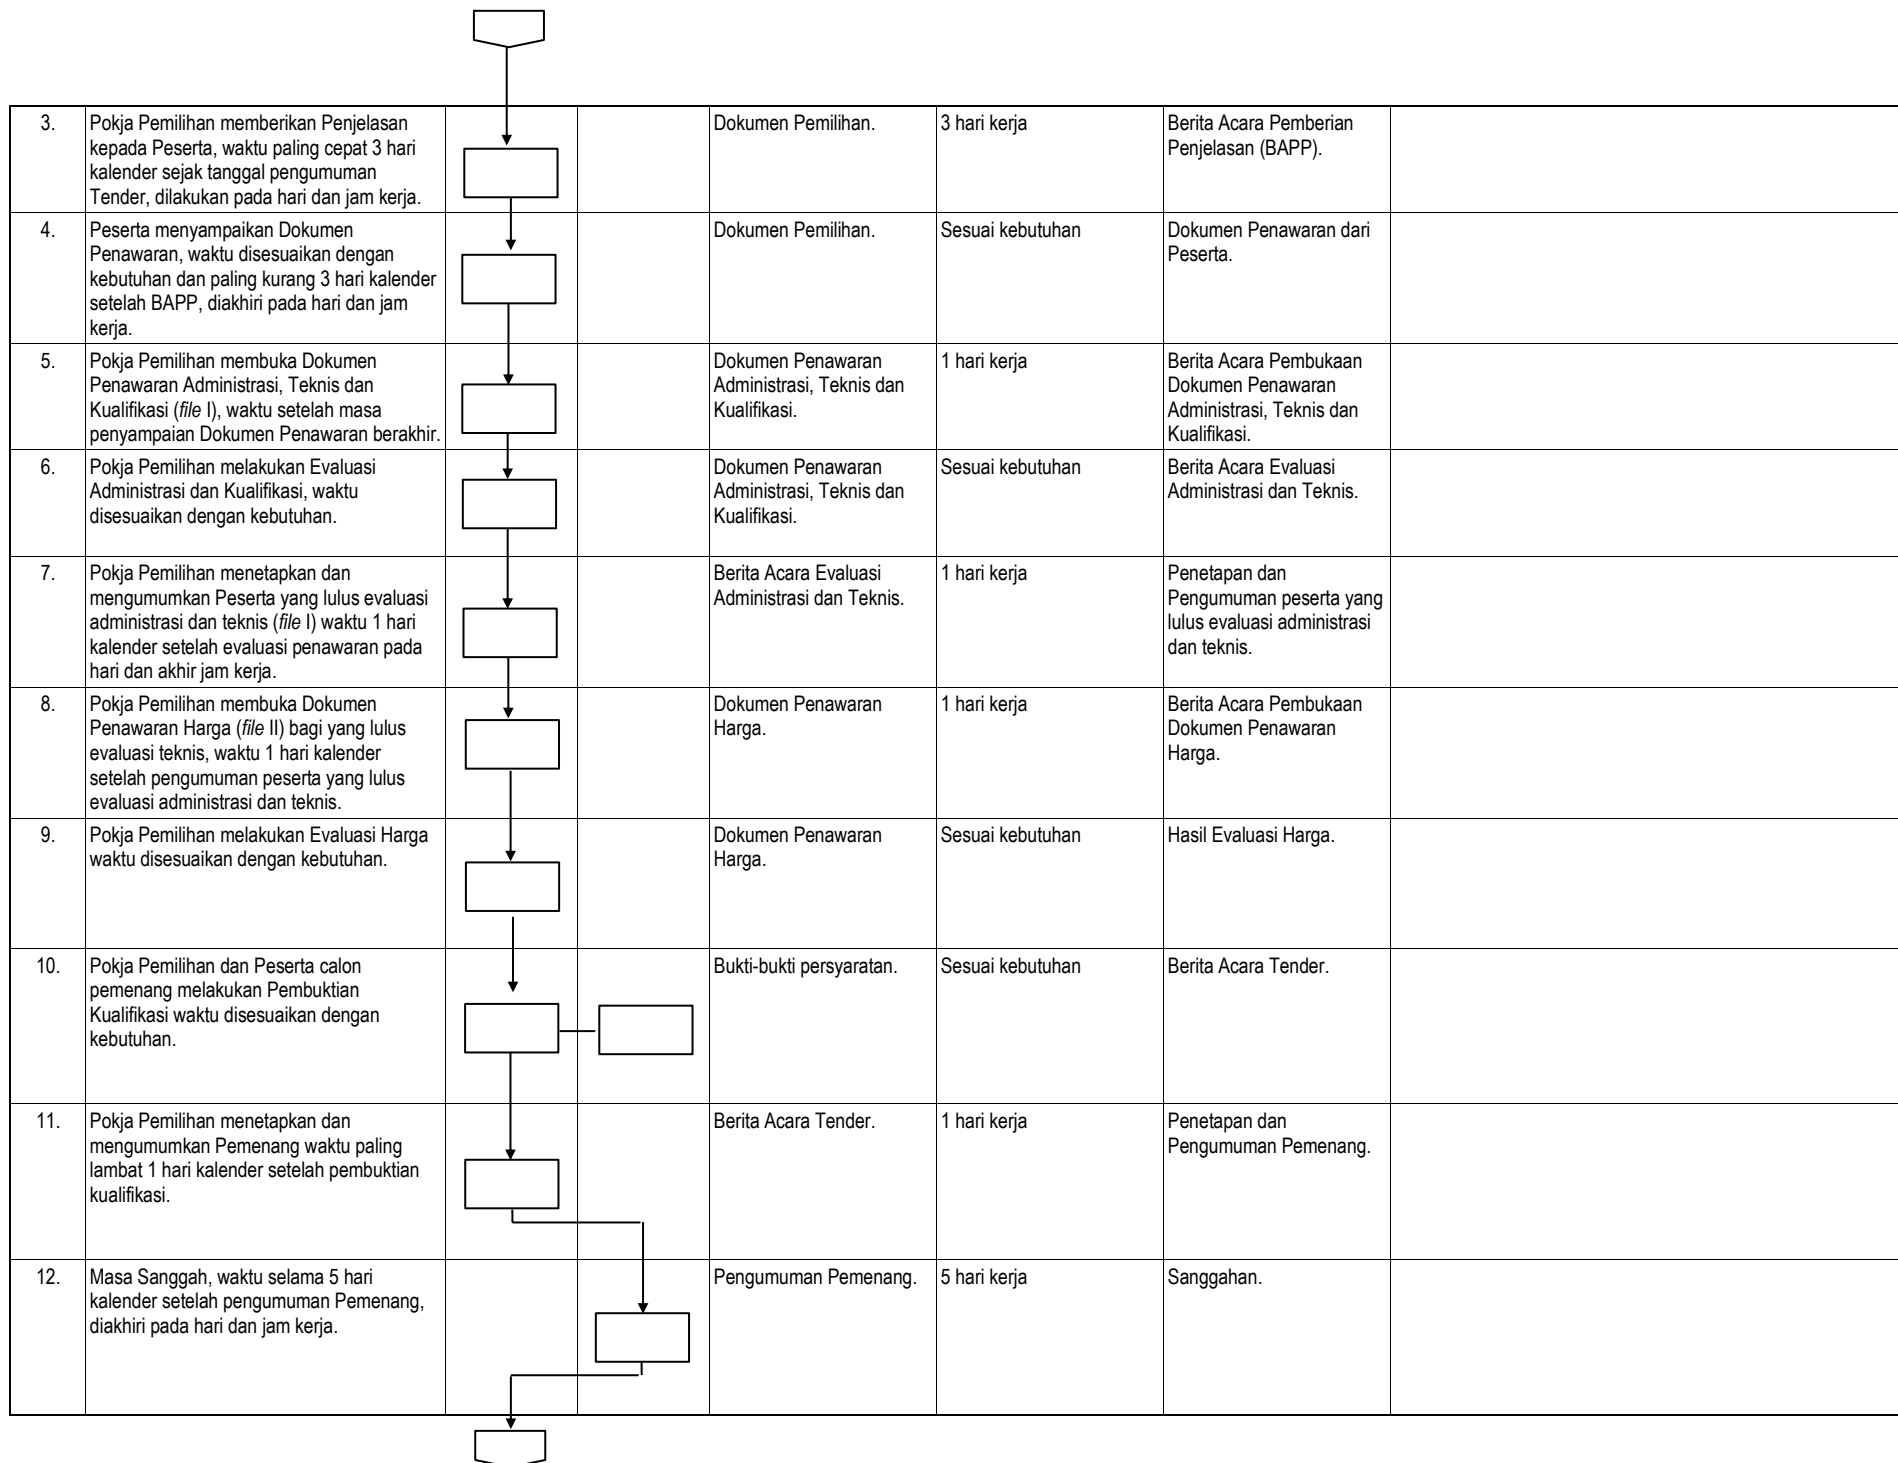 3.
Pokja Pemilihan memberikan Penjelasan
kepada Peserta, waktu paling cepat 3 hari
kalender sejak tanggal pengumuman
Tender, dilakukan pada hari dan jam kerja.
Dokumen Pemilihan.
3 hari kerja
Berita Acara Pemberian
Penjelasan (BAPP).
4.
Peserta menyampaikan Dokumen
Penawaran, waktu disesuaikan dengan
kebutuhan dan paling kurang 3 hari kalender
setelah BAPP, diakhiri pada hari dan jam
kerja.
Dokumen Pemilihan.
Sesuai kebutuhan
Dokumen Penawaran dari
Peserta.
5.
Pokja Pemilihan membuka Dokumen
Penawaran Administrasi, Teknis dan
Kualifikasi (file I), waktu setelah masa
penyampaian Dokumen Penawaran berakhir.
Dokumen Penawaran
Administrasi, Teknis dan
Kualifikasi.
1 hari kerja
Berita Acara Pembukaan
Dokumen Penawaran
Administrasi, Teknis dan
Kualifikasi.
6.
Pokja Pemilihan melakukan Evaluasi
Administrasi dan Kualifikasi, waktu
disesuaikan dengan kebutuhan.
Dokumen Penawaran
Administrasi, Teknis dan
Kualifikasi.
Sesuai kebutuhan
Berita Acara Evaluasi
Administrasi dan Teknis.
7.
Pokja Pemilihan menetapkan dan
mengumumkan Peserta yang lulus evaluasi
administrasi dan teknis (file I) waktu 1 hari
kalender setelah evaluasi penawaran pada
hari dan akhir jam kerja.
Berita Acara Evaluasi
Administrasi dan Teknis.
1 hari kerja
Penetapan dan
Pengumuman peserta yang
lulus evaluasi administrasi
dan teknis.
8.
Pokja Pemilihan membuka Dokumen
Penawaran Harga (file II) bagi yang lulus
evaluasi teknis, waktu 1 hari kalender
setelah pengumuman peserta yang lulus
evaluasi administrasi dan teknis.
Dokumen Penawaran
Harga.
1 hari kerja
Berita Acara Pembukaan
Dokumen Penawaran
Harga.
9.
Pokja Pemilihan melakukan Evaluasi Harga
waktu disesuaikan dengan kebutuhan.
Dokumen Penawaran
Harga.
Sesuai kebutuhan
Hasil Evaluasi Harga.
10.
Pokja Pemilihan dan Peserta calon
pemenang melakukan Pembuktian
Kualifikasi waktu disesuaikan dengan
kebutuhan.
Bukti-bukti persyaratan.
Sesuai kebutuhan
Berita Acara Tender.
11.
Pokja Pemilihan menetapkan dan
mengumumkan Pemenang waktu paling
lambat 1 hari kalender setelah pembuktian
kualifikasi.
Berita Acara Tender.
1 hari kerja
Penetapan dan
Pengumuman Pemenang.
12.
Masa Sanggah, waktu selama 5 hari
kalender setelah pengumuman Pemenang,
diakhiri pada hari dan jam kerja.
Pengumuman Pemenang.
5 hari kerja
Sanggahan.